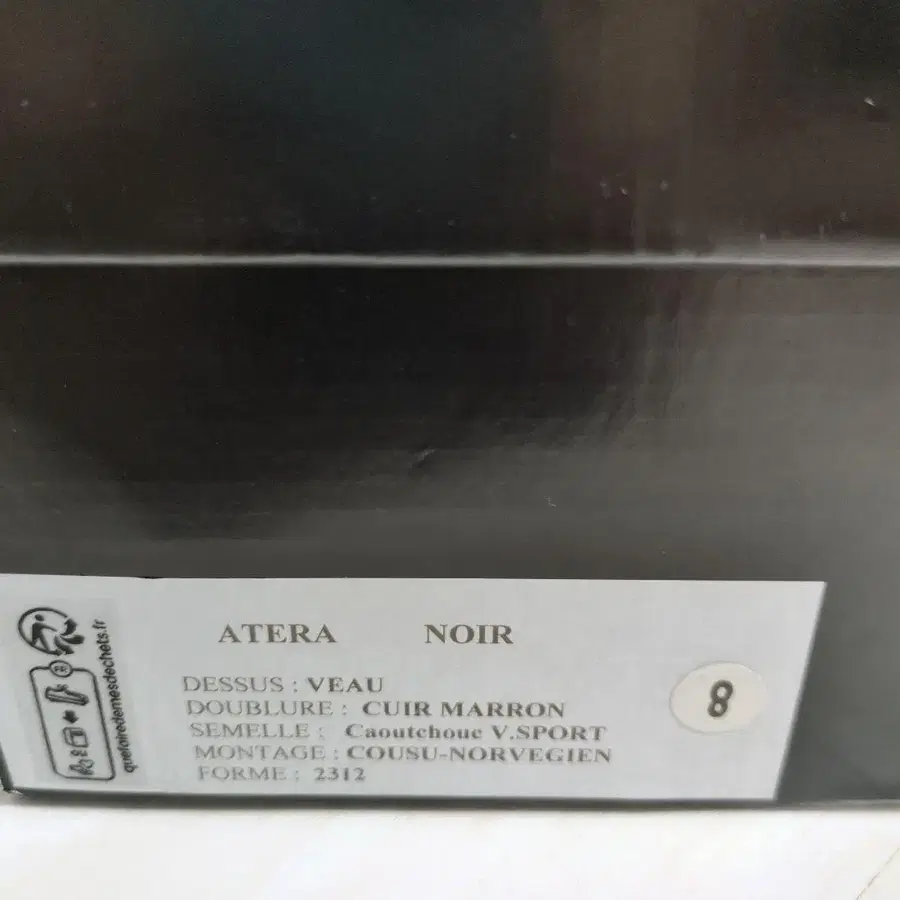 ATERA NOIR
DESSUS : VEAU
DOUBLURE : CUIR MARRON
SEMELLE : Caoutchouc V.SPORT
MONTAGE : COUSU-NORVEGIEN
FORME : 2312
8
quefairedemesdechets.fr